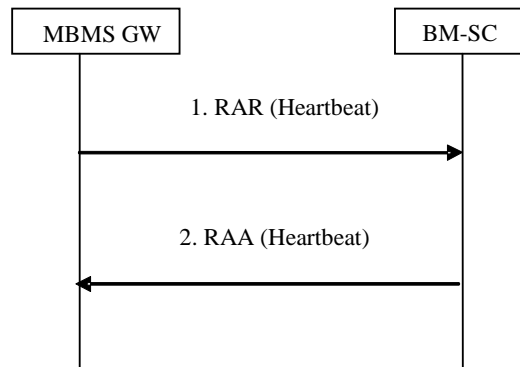 MBMS GW
BM-SC
1. RAR (Heartbeat)
2. RAA (Heartbeat)